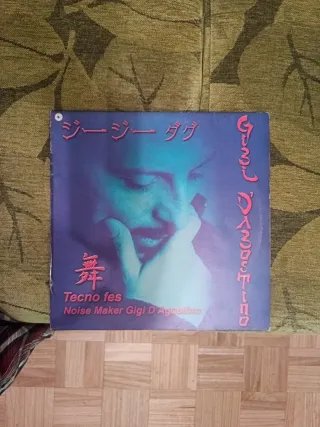 ジージー ダグ
GIGI D'AGOSTINO
舞
Tecno fes
Noise Maker Gigi D'Agostino